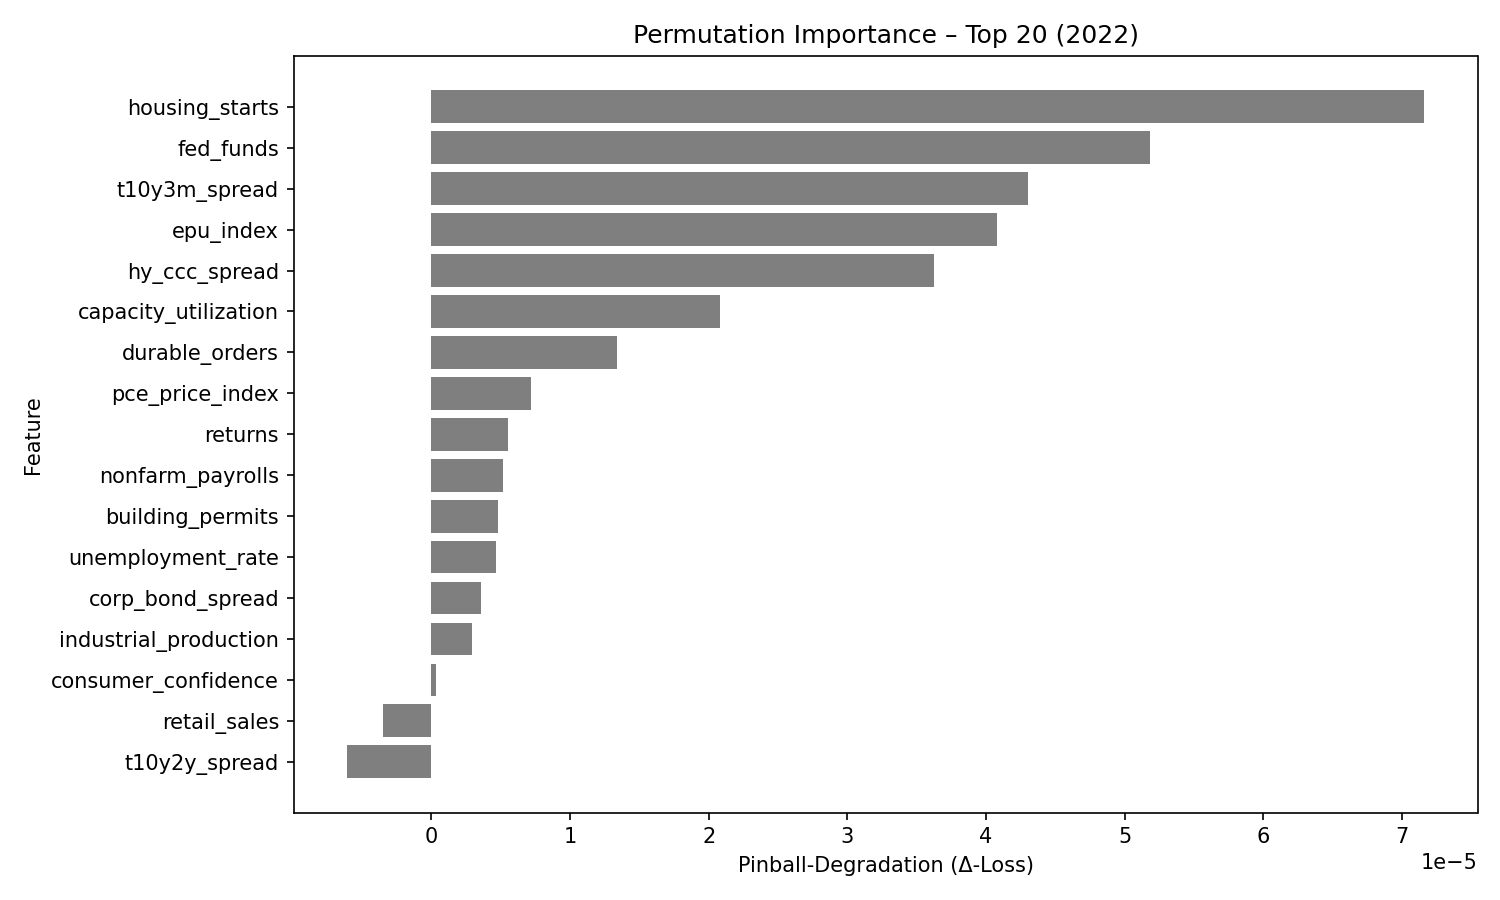 Permutation Importance – Top 20 (2022)
housing_starts
fed_funds
t10y3m_spread
epu_index
hy_ccc_spread
capacity_utilization
durable_orders
pce_price_index
returns
nonfarm_payrolls
building_permits
unemployment_rate
corp_bond_spread
industrial_production
consumer_confidence
retail_sales
t10y2y_spread
Feature
0 1 2 3 4 5 6 7
1e−5
Pinball-Degradation (Δ-Loss)